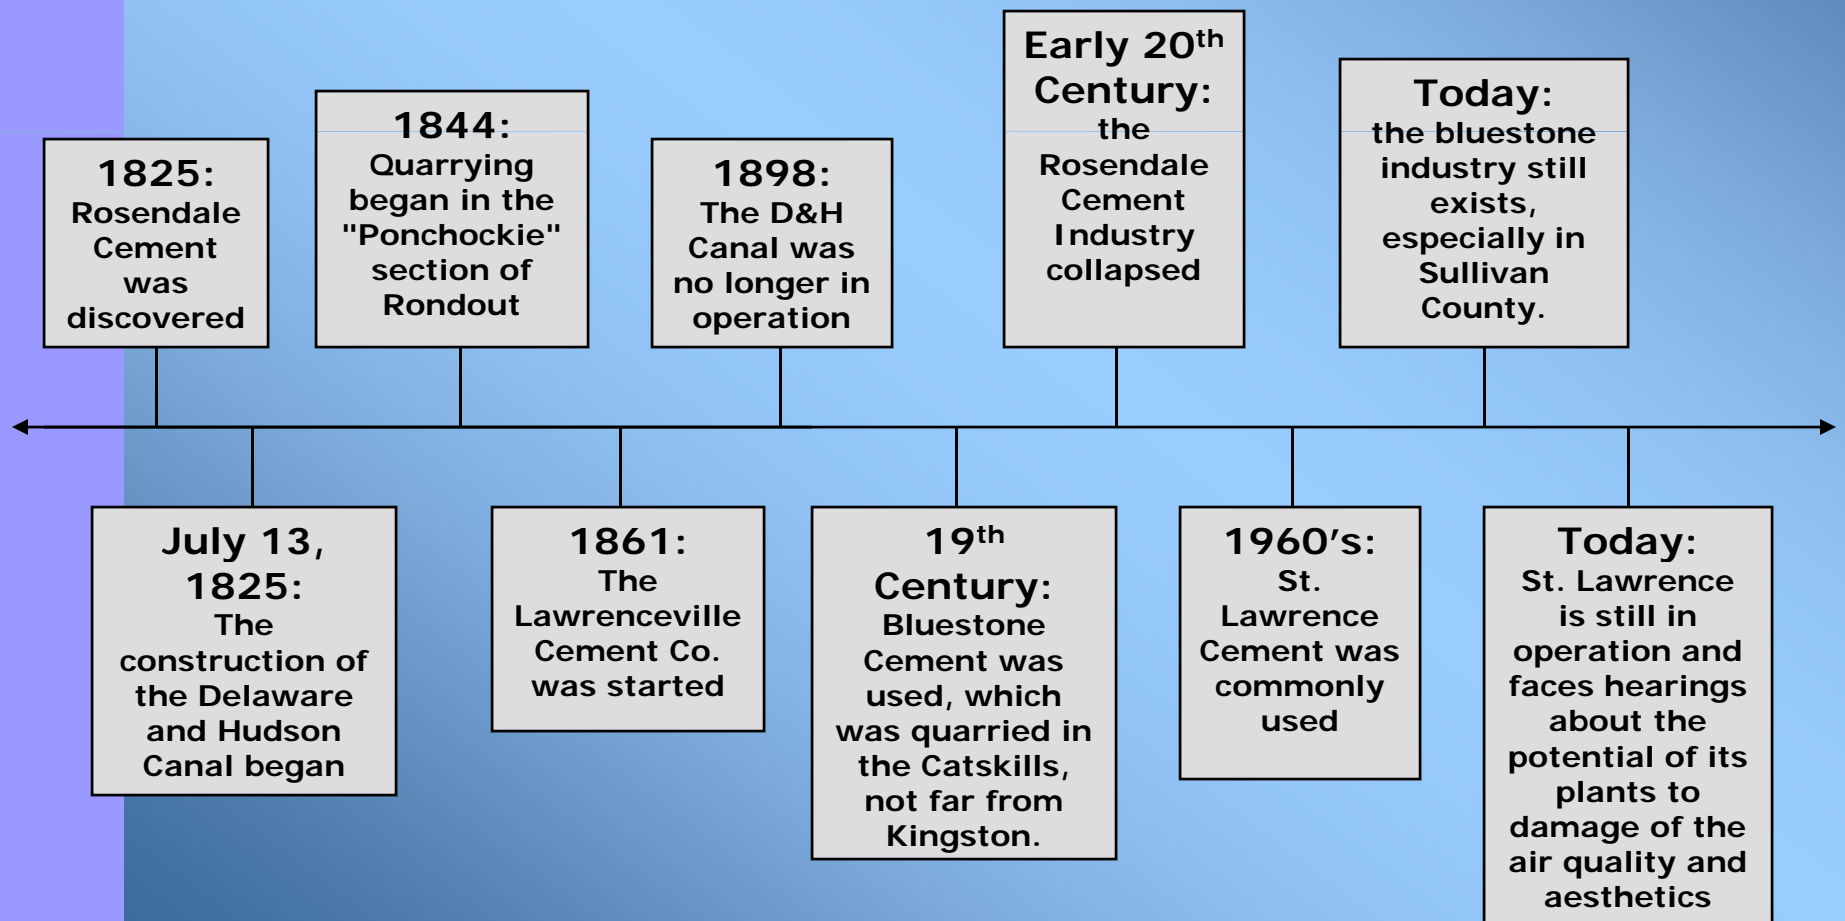 1825:
Rosendale
Cement
was
discovered
1844:
Quarrying
began in the
"Ponchockie"
section of
Rondout
1898:
The D&H
Canal was
no longer in
operation
Early 20th
Century:
the
Rosendale
Cement
Industry
collapsed
Today:
the bluestone
industry still
exists,
especially in
Sullivan
County.
July 13,
1825:
The
construction of
the Delaware
and Hudson
Canal began
1861:
The
Lawrenceville
Cement Co.
was started
19th
Century:
Bluestone
Cement was
used, which
was quarried in
the Catskills,
not far from
Kingston.
1960's:
St.
Lawrence
Cement was
commonly
used
Today:
St. Lawrence
is still in
operation and
faces hearings
about the
potential of its
plants to
damage of the
air quality and
aesthetics